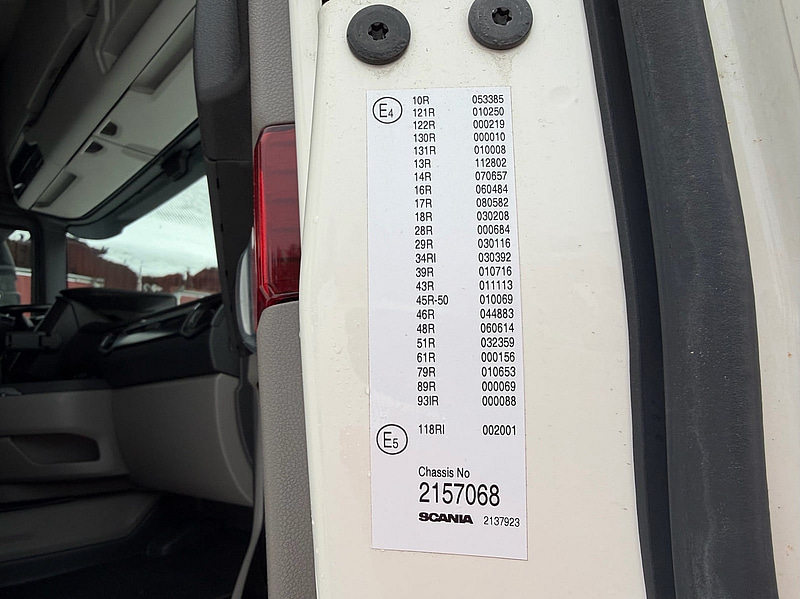 E4 10R 053385
121R 010250
122R 000219
130R 000010
131R 010008
13R 112802
14R 070657
16R 060484
17R 080582
18R 030208
28R 000684
29R 030116
34RI 030392
39R 010716
43R 011113
45R-50 010069
46R 044883
48R 060614
51R 032359
61R 000156
79R 010653
89R 000069
93IR 000088
E5 118RI 002001
Chassis No
2157068
SCANIA 2137923